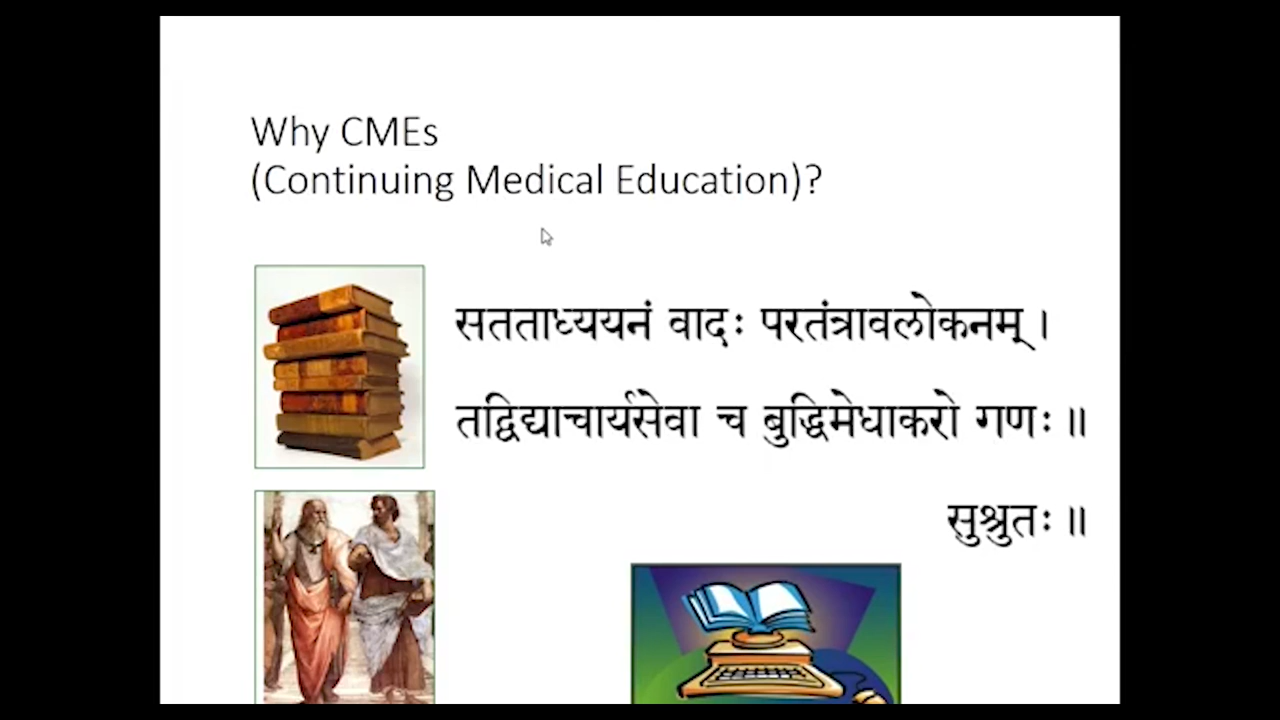 Why CMEs
(Continuing Medical Education)?
सतताध्ययनं वादः परतंत्रावलोकनम् ।
तद्विद्याचार्यसेवा च बुद्धिमेधाकरो गणः ॥
सुश्रुतः ॥